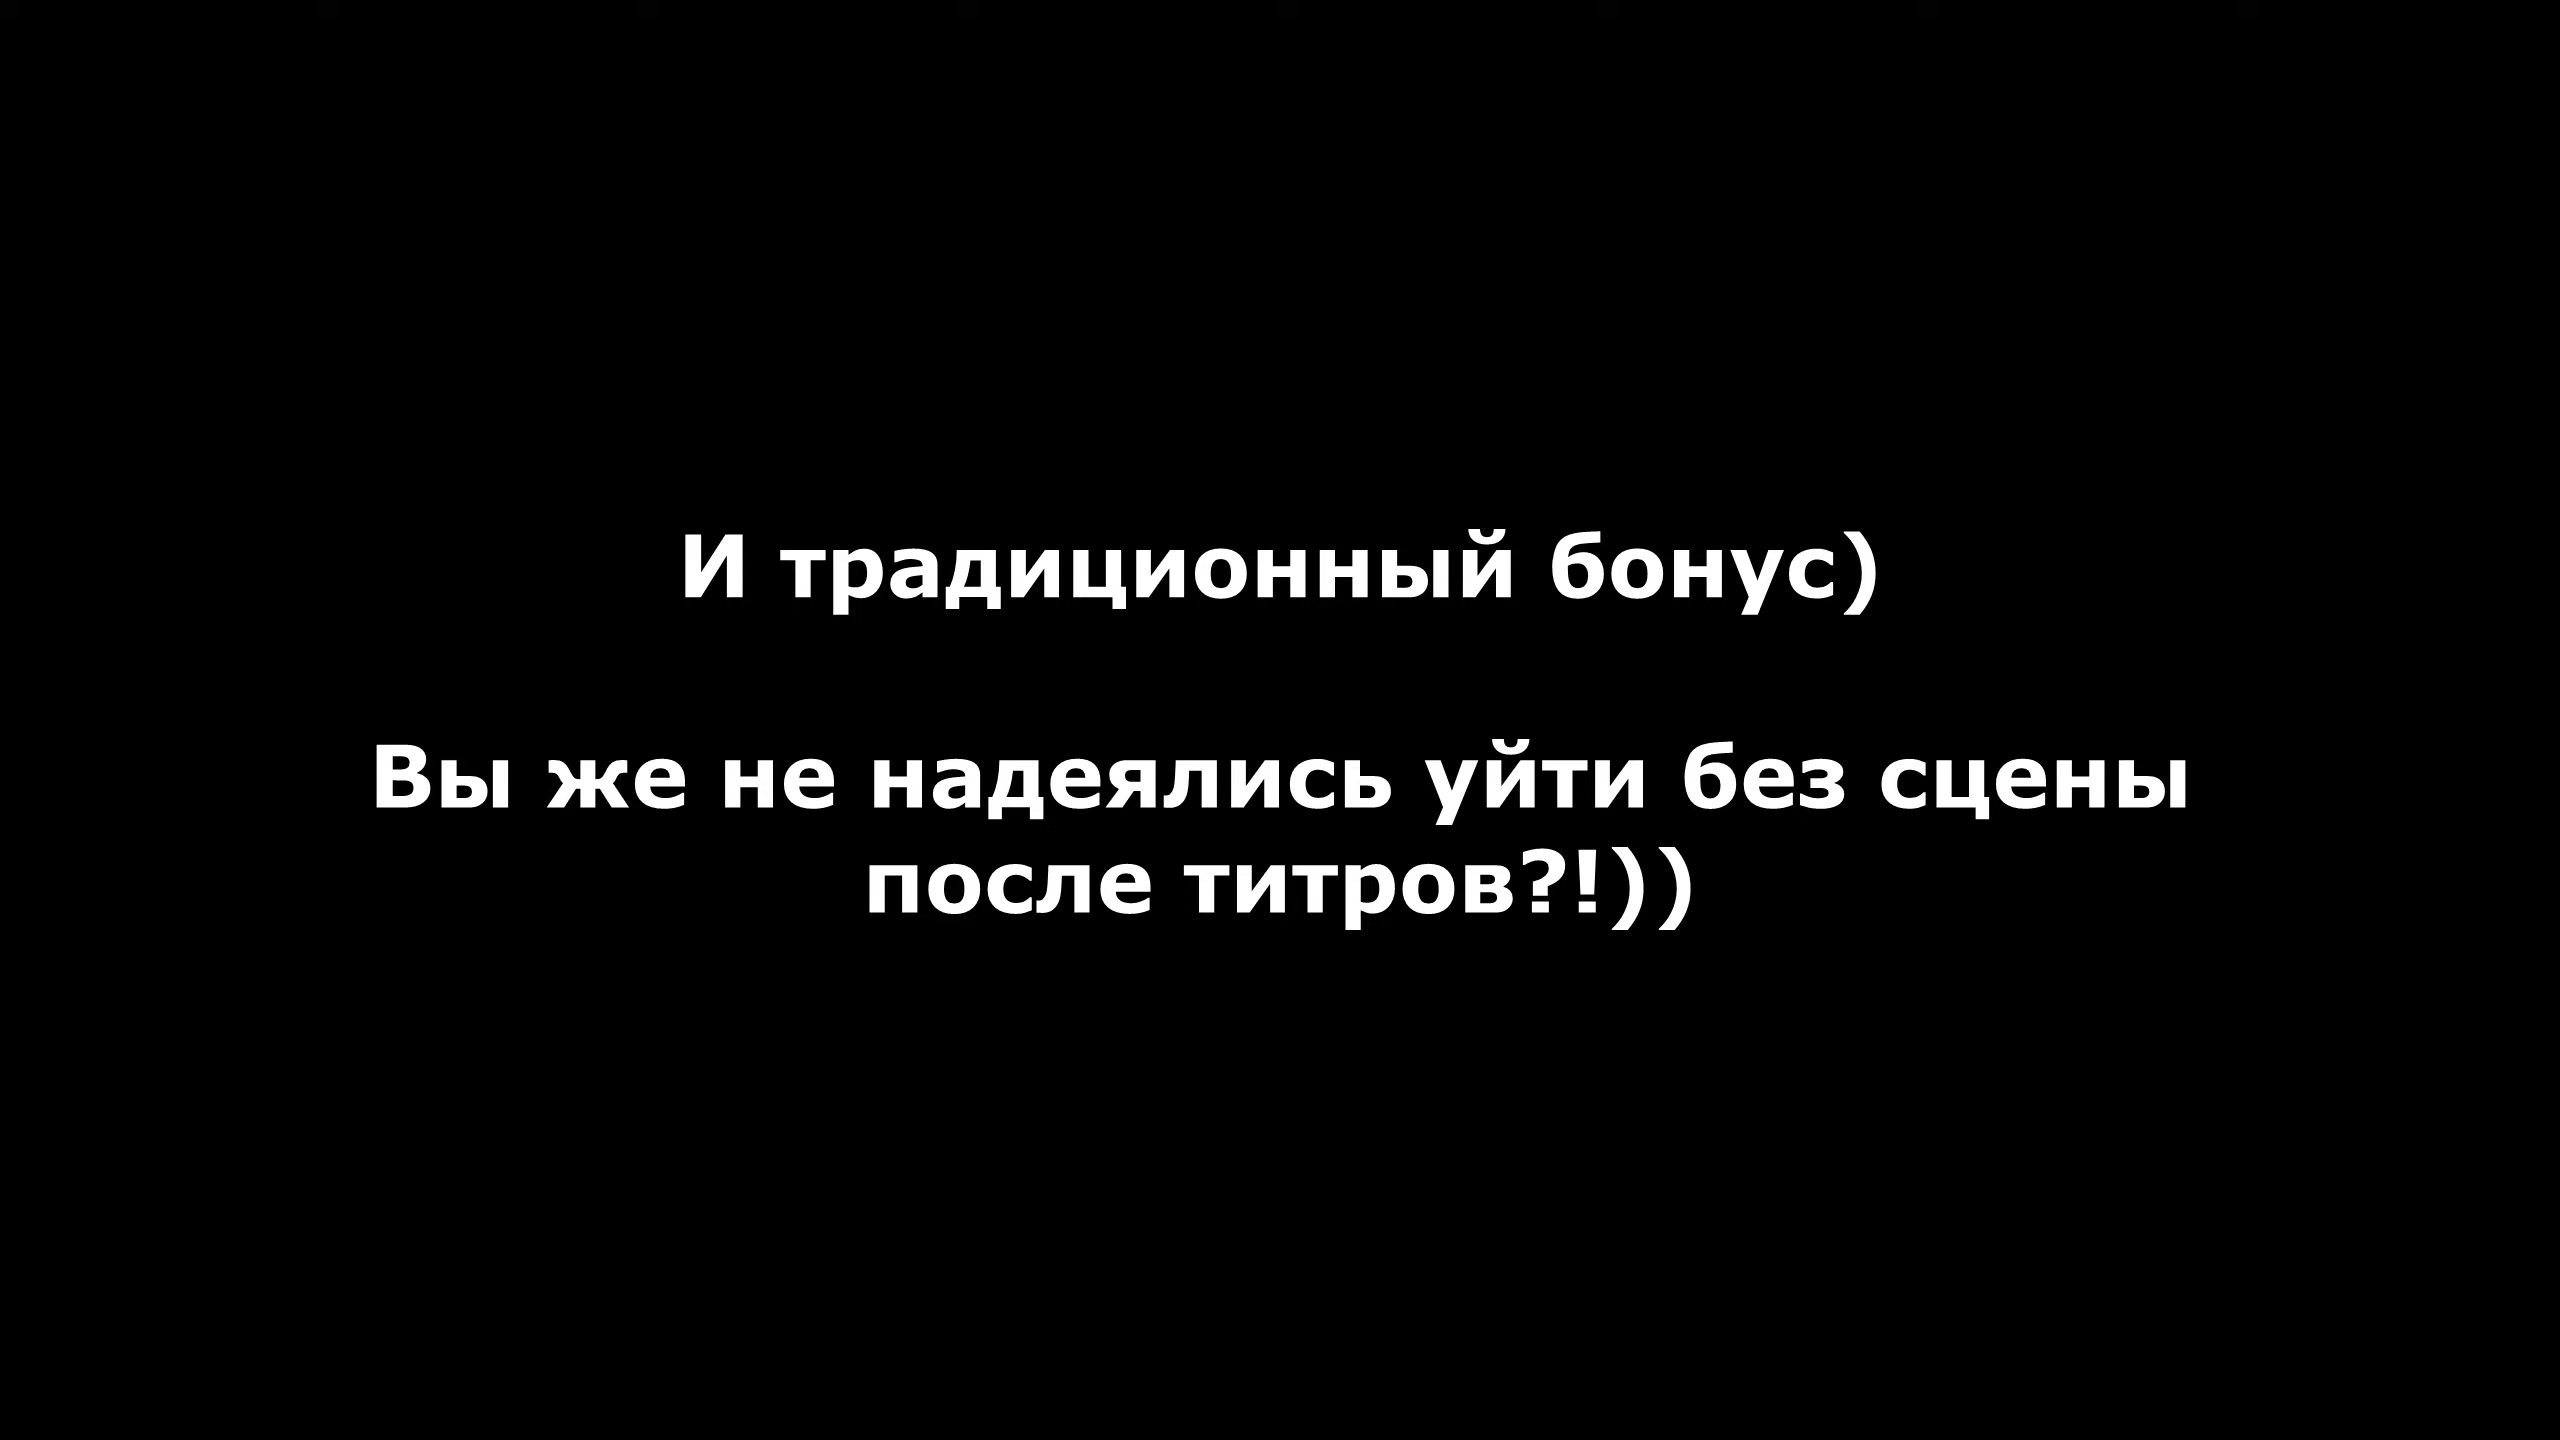 И традиционный бонус)
Вы же не надеялись уйти без сцены
после титров?!))